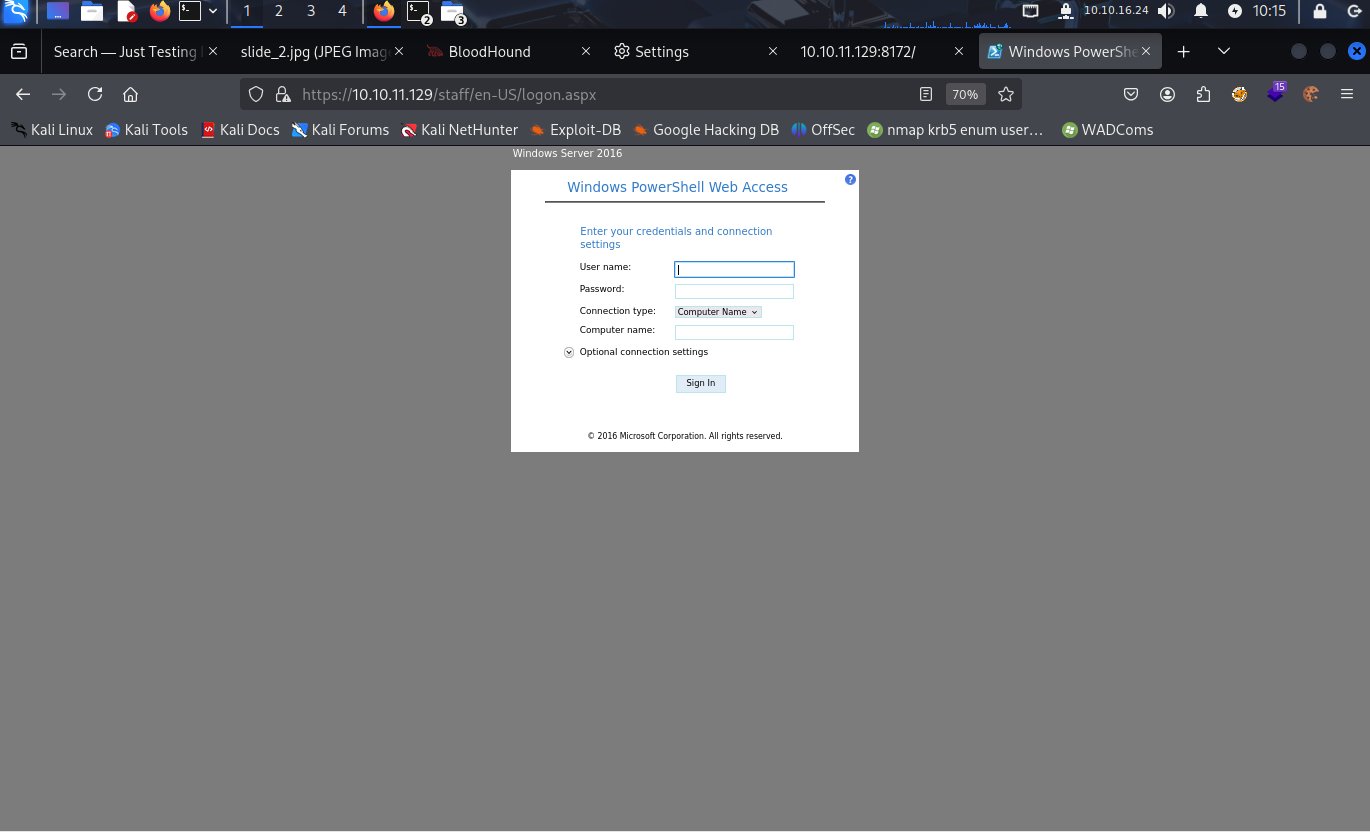 1 2 3 4 2 3 10.10.16.24 10:15
Search — Just Testing slide_2.jpg (JPEG Imag BloodHound Settings 10.10.11.129:8172/ Windows PowerShe
https://10.10.11.129/staff/en-US/logon.aspx 70% 15
Kali Linux Kali Tools Kali Docs Kali Forums Kali NetHunter Exploit-DB Google Hacking DB OffSec nmap krb5 enum user… WADComs
Windows Server 2016
Windows PowerShell Web Access ?
Enter your credentials and connection
settings
User name:
Password:
Connection type: Computer Name
Computer name:
Optional connection settings
Sign In
© 2016 Microsoft Corporation. All rights reserved.